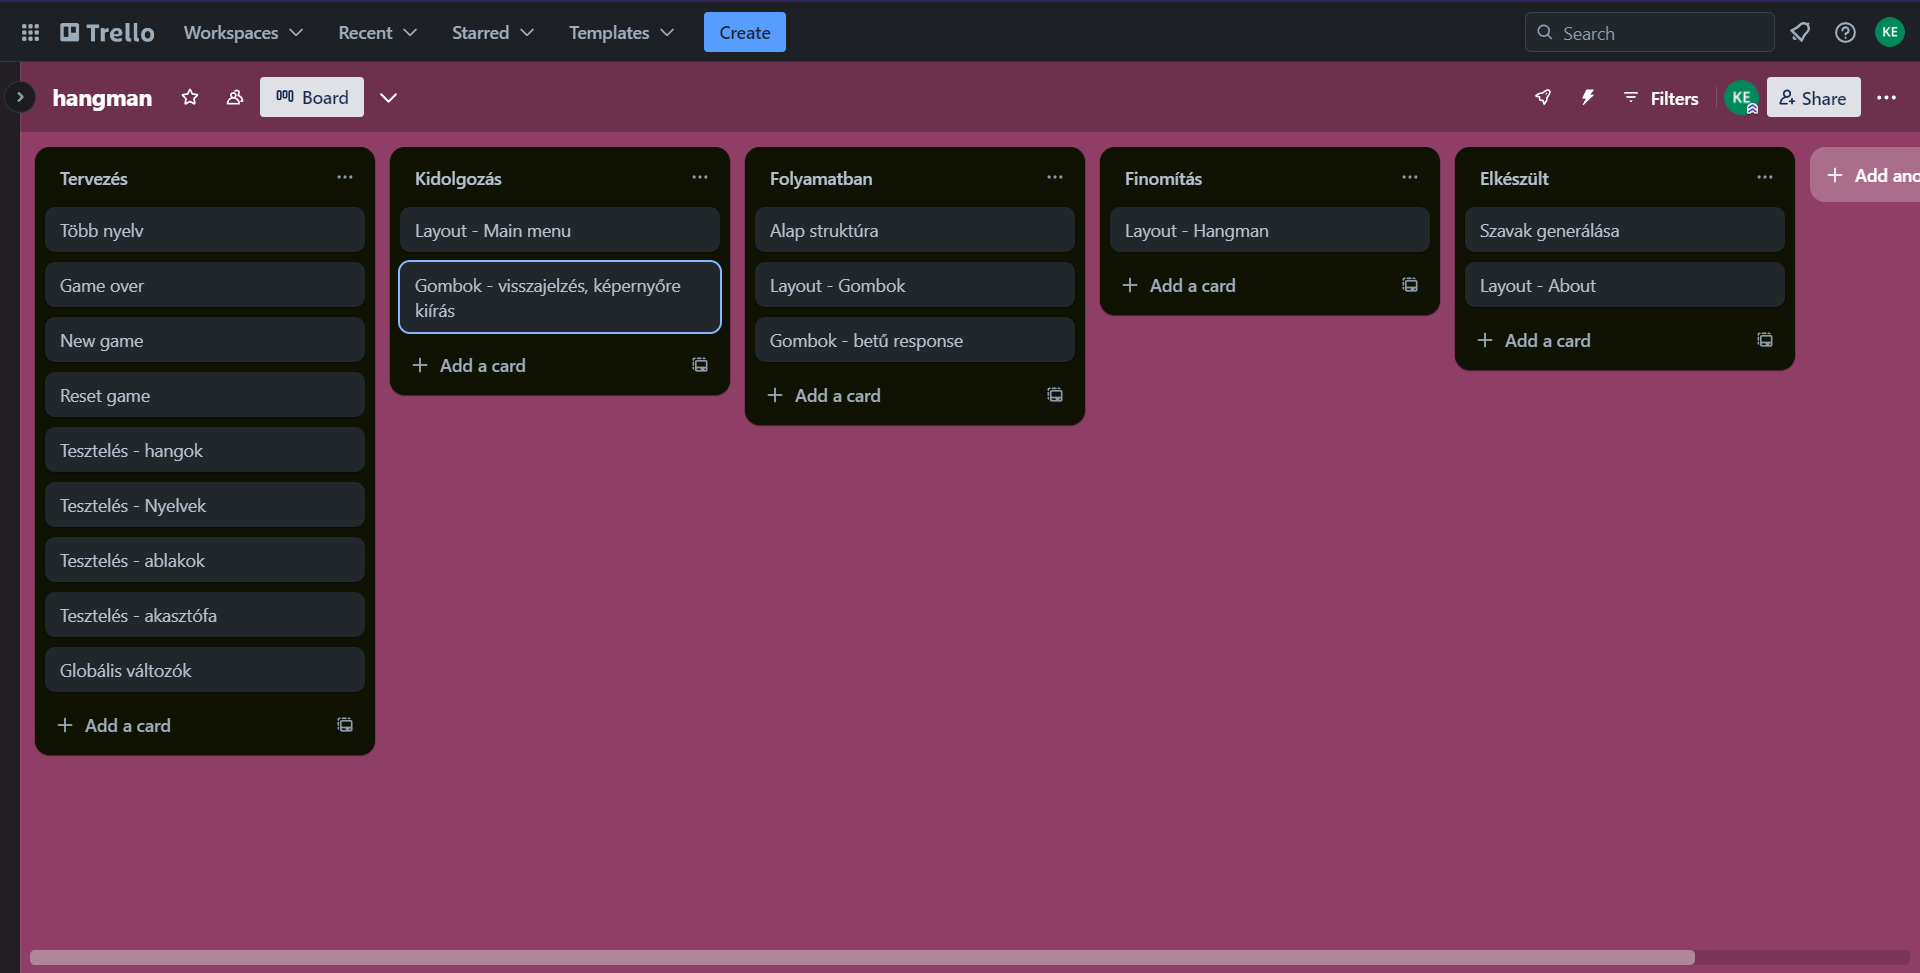 Trello
Workspaces
Recent
Starred
Templates
Create
Search
KE
hangman
Board
Filters
KE
Share
Tervezés
Több nyelv
Game over
New game
Reset game
Tesztelés - hangok
Tesztelés - Nyelvek
Tesztelés - ablakok
Tesztelés - akasztófa
Globális változók
Add a card
Kidolgozás
Layout - Main menu
Gombok - visszajelzés, képernyőre
kiírás
Add a card
Folyamatban
Alap struktúra
Layout - Gombok
Gombok - betű response
Add a card
Finomítás
Layout - Hangman
Add a card
Elkészült
Szavak generálása
Layout - About
Add a card
Add ano